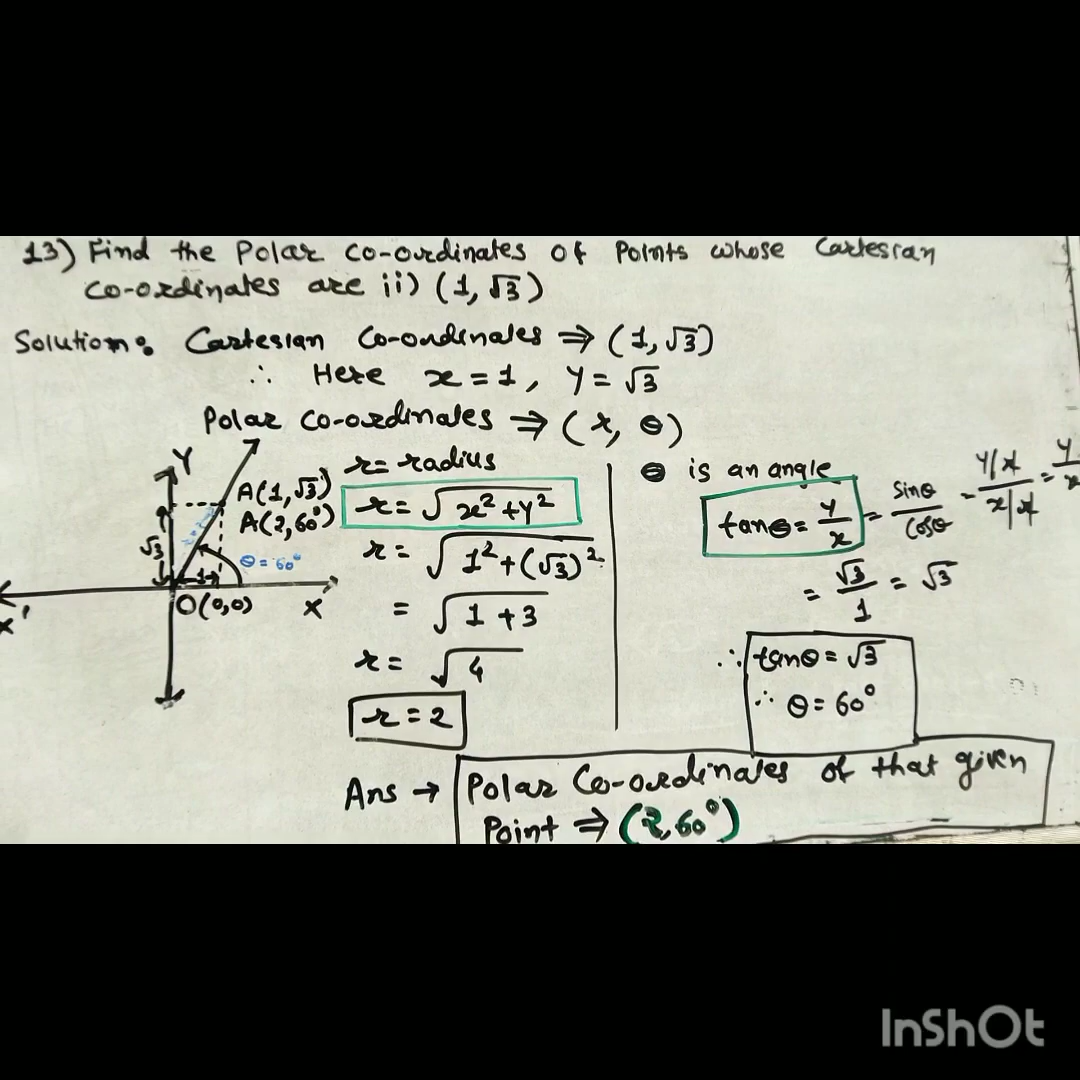 13) Find the Polar co-ordinates of Points whose Cartesian
co-ordinates are ii) (1, √3)
Solution: Cartesian Co-ordinates ⇒ (1, √3)
∴ Here x = 1, y = √3
Polar co-ordinates ⇒ (r, θ)
Y
A(1, √3)
A(2, 60°)
√3
θ = 60°
1
O(0,0)
X
X'
r = radius
r = √x² + y²
r = √1² + (√3)²
= √1 + 3
r = √4
r = 2
θ is an angle
tanθ = y/x = sinθ/cosθ = y/r/x/r = y/x
= √3/1 = √3
∴ tanθ = √3
∴ θ = 60°
Ans → Polar Co-ordinates of that given
Point ⇒ (2, 60°)
InShOt